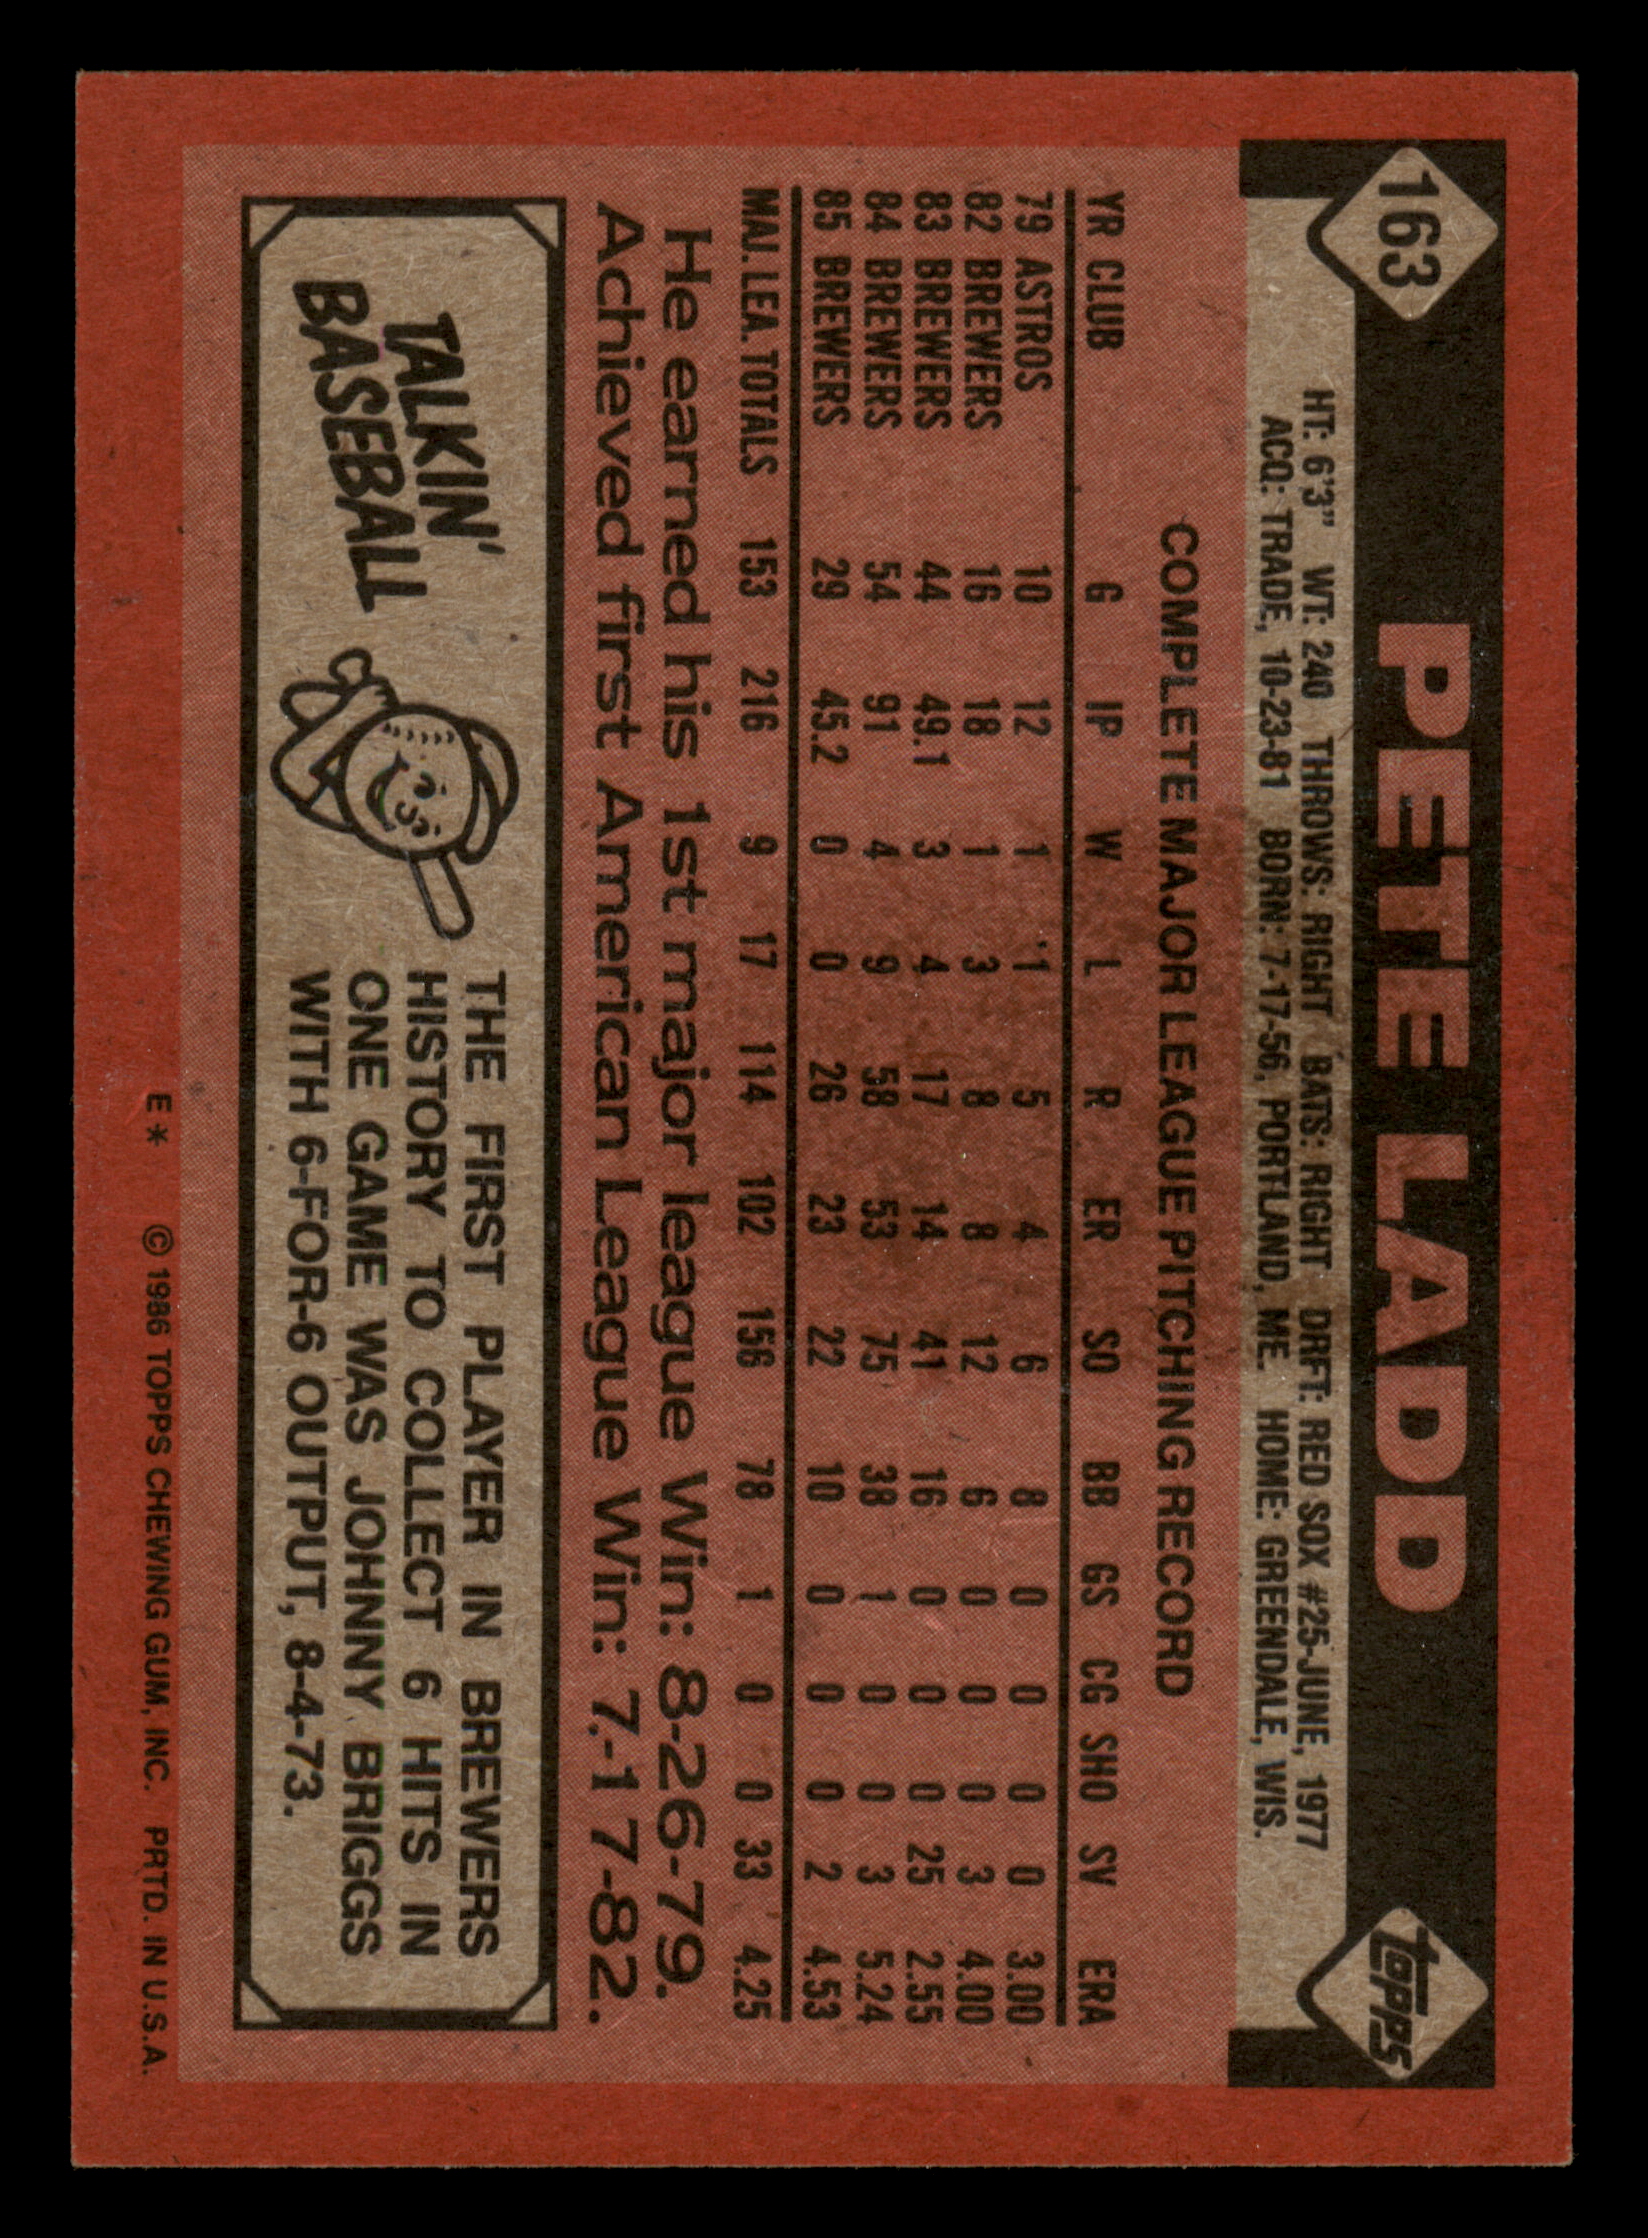 163
PETE LADD
topps
HT: 6'3" WT: 240 THROWS: RIGHT BATS: RIGHT DRFT: RED SOX #25-JUNE, 1977
ACQ: TRADE, 10-23-81 BORN: 7-17-56, PORTLAND, ME. HOME: GREENDALE, WIS.
COMPLETE MAJOR LEAGUE PITCHING RECORD
YR CLUB G IP W L R ER SO BB GS CG SHO SV ERA
79 ASTROS 10 12 1 1 5 4 6 8 0 0 0 0 3.00
82 BREWERS 16 18 1 3 8 8 12 6 0 0 0 3 4.00
83 BREWERS 44 49.1 3 4 17 14 41 16 0 0 0 25 2.55
84 BREWERS 54 91 4 9 58 53 75 38 1 0 0 3 5.24
85 BREWERS 29 45.2 0 0 26 23 22 10 0 0 0 2 4.53
MAJ. LEA. TOTALS 153 216 9 17 114 102 156 78 1 0 0 33 4.25
He earned his 1st major league Win: 8-26-79.
Achieved first American League Win: 7-17-82.
TALKIN'
BASEBALL
THE FIRST PLAYER IN BREWERS
HISTORY TO COLLECT 6 HITS IN
ONE GAME WAS JOHNNY BRIGGS
WITH 6-FOR-6 OUTPUT, 8-4-73.
E* © 1986 TOPPS CHEWING GUM, INC. PRTD. IN U.S.A.